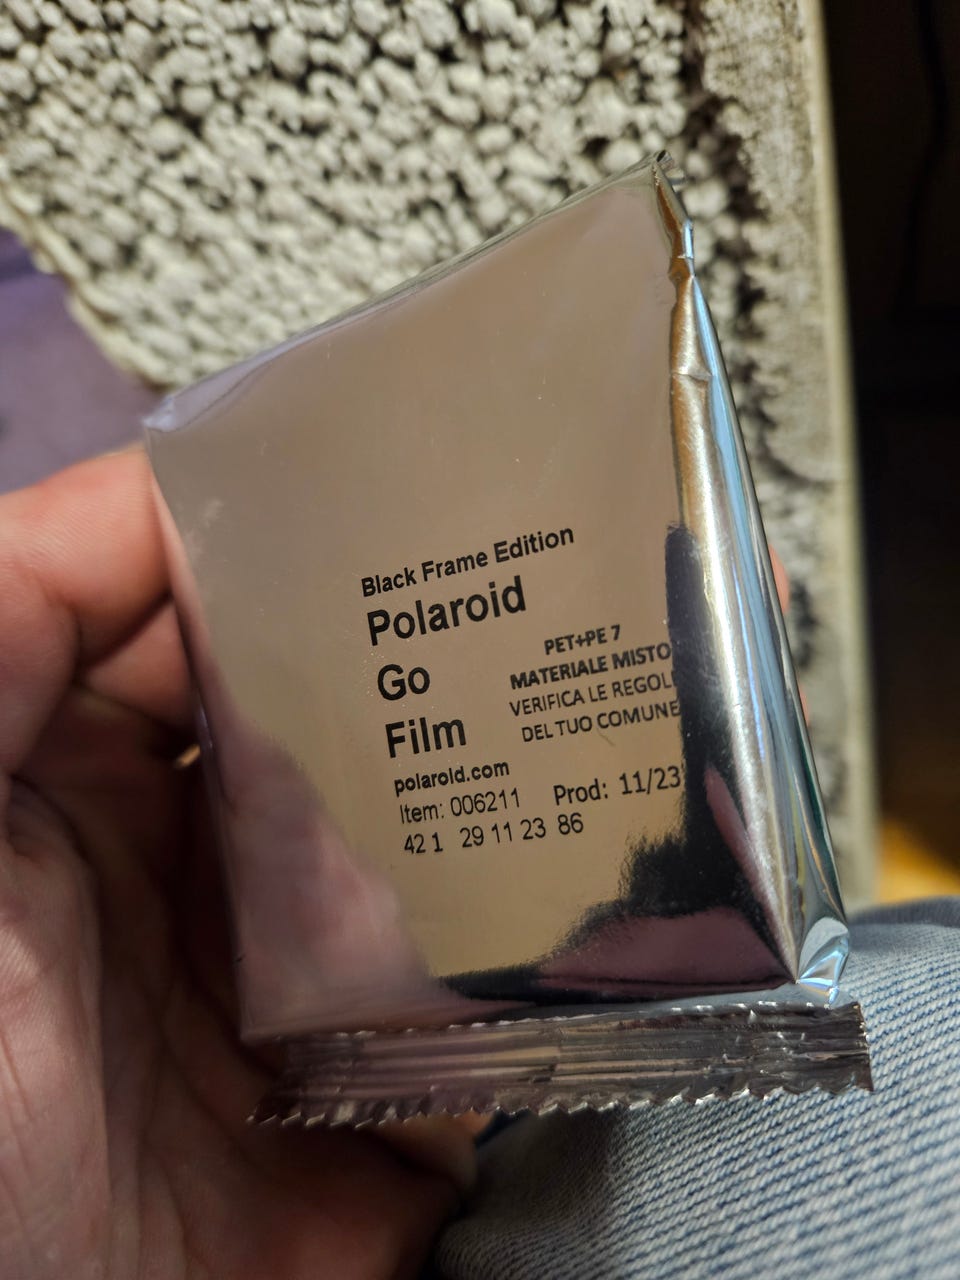 Black Frame Edition
Polaroid
Go
Film
polaroid.com
Item: 006211
42 1 29 11 23 86
PET+PE 7
MATERIALE MISTO
VERIFICA LE REGOL
DEL TUO COMUNE
Prod: 11/23